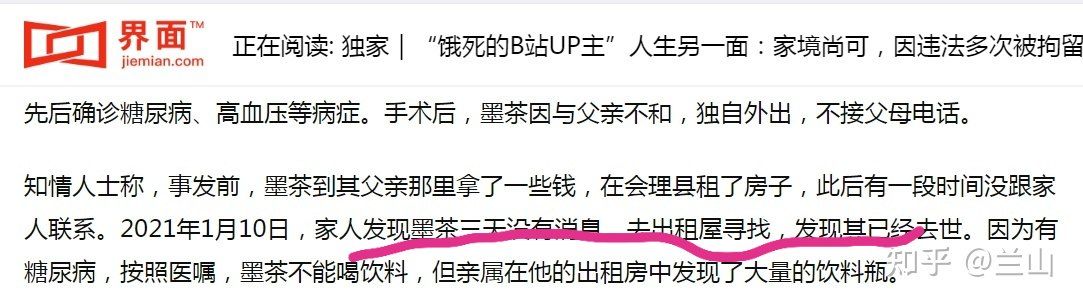 界面™
jiemian.com
正在阅读: 独家 | “饿死的B站UP主”人生另一面：家境尚可，因违法多次被拘留
先后确诊糖尿病、高血压等病症。手术后，墨茶因与父亲不和，独自外出，不接父母电话。
知情人士称，事发前，墨茶到其父亲那里拿了一些钱，在会理县租了房子，此后有一段时间没跟家
人联系。2021年1月10日，家人发现墨茶三天没有消息，去出租屋寻找，发现其已经去世。因为有
糖尿病，按照医嘱，墨茶不能喝饮料，但亲属在他的出租房中发现了大量的饮料瓶。
知乎 @兰山